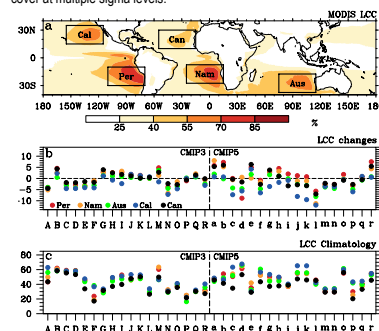 cover at multiple sigma levels.
MODIS LCC
a
30N
0
30S
Cal
Can
Per
Nam
Aus
180 150W 120W 90W 60W 30W 0 30E 60E 90E 120E 150E 180
25 40 55 70 85
%
LCC changes
b
CMIP3 CMIP5
10
5
0
-5
-10
Per Nam Aus Cal Can
A B C D E F G H I J K L M N O P Q R a b c d e f g h i j k l m n o p q r
LCC Climatology
c
CMIP3 CMIP5
80
60
40
20
0
A B C D E F G H I J K L M N O P Q R a b c d e f g h i j k l m n o p q r